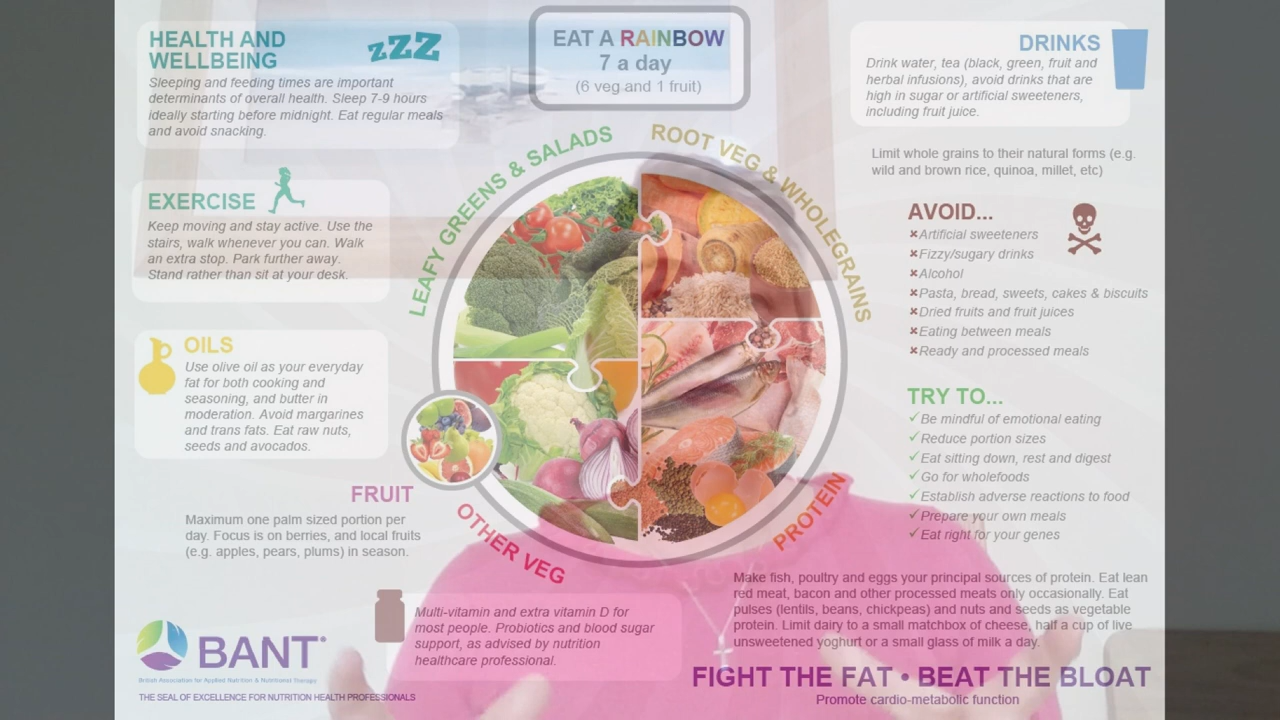 HEALTH AND
WELLBEING
zzz
Sleeping and feeding times are important
determinants of overall health. Sleep 7-9 hours
ideally starting before midnight. Eat regular meals
and avoid snacking.
EXERCISE
Keep moving and stay active. Use the
stairs, walk whenever you can. Walk
an extra stop. Park further away.
Stand rather than sit at your desk.
OILS
Use olive oil as your everyday
fat for both cooking and
seasoning, and butter in
moderation. Avoid margarines
and trans fats. Eat raw nuts,
seeds and avocados.
FRUIT
Maximum one palm sized portion per
day. Focus is on berries, and local fruits
(e.g. apples, pears, plums) in season.
EAT A RAINBOW
7 a day
(6 veg and 1 fruit)
LEAFY GREENS & SALADS
ROOT VEG & WHOLEGRAINS
OTHER VEG
PROTEIN
DRINKS
Drink water, tea (black, green, fruit and
herbal infusions), avoid drinks that are
high in sugar or artificial sweeteners,
including fruit juice.
Limit whole grains to their natural forms (e.g.
wild and brown rice, quinoa, millet, etc)
AVOID...
Artificial sweeteners
Fizzy/sugary drinks
Alcohol
Pasta, bread, sweets, cakes & biscuits
Dried fruits and fruit juices
Eating between meals
Ready and processed meals
TRY TO...
Be mindful of emotional eating
Reduce portion sizes
Eat sitting down, rest and digest
Go for wholefoods
Establish adverse reactions to food
Prepare your own meals
Eat right for your genes
Make fish, poultry and eggs your principal sources of protein. Eat lean
red meat, bacon and other processed meats only occasionally. Eat
pulses (lentils, beans, chickpeas) and nuts and seeds as vegetable
protein. Limit dairy to a small matchbox of cheese, half a cup of live
unsweetened yoghurt or a small glass of milk a day.
Multi-vitamin and extra vitamin D for
most people. Probiotics and blood sugar
support, as advised by nutrition
healthcare professional.
BANT®
British Association for Applied Nutrition & Nutritional Therapy
THE SEAL OF EXCELLENCE FOR NUTRITION HEALTH PROFESSIONALS
FIGHT THE FAT • BEAT THE BLOAT
Promote cardio-metabolic function